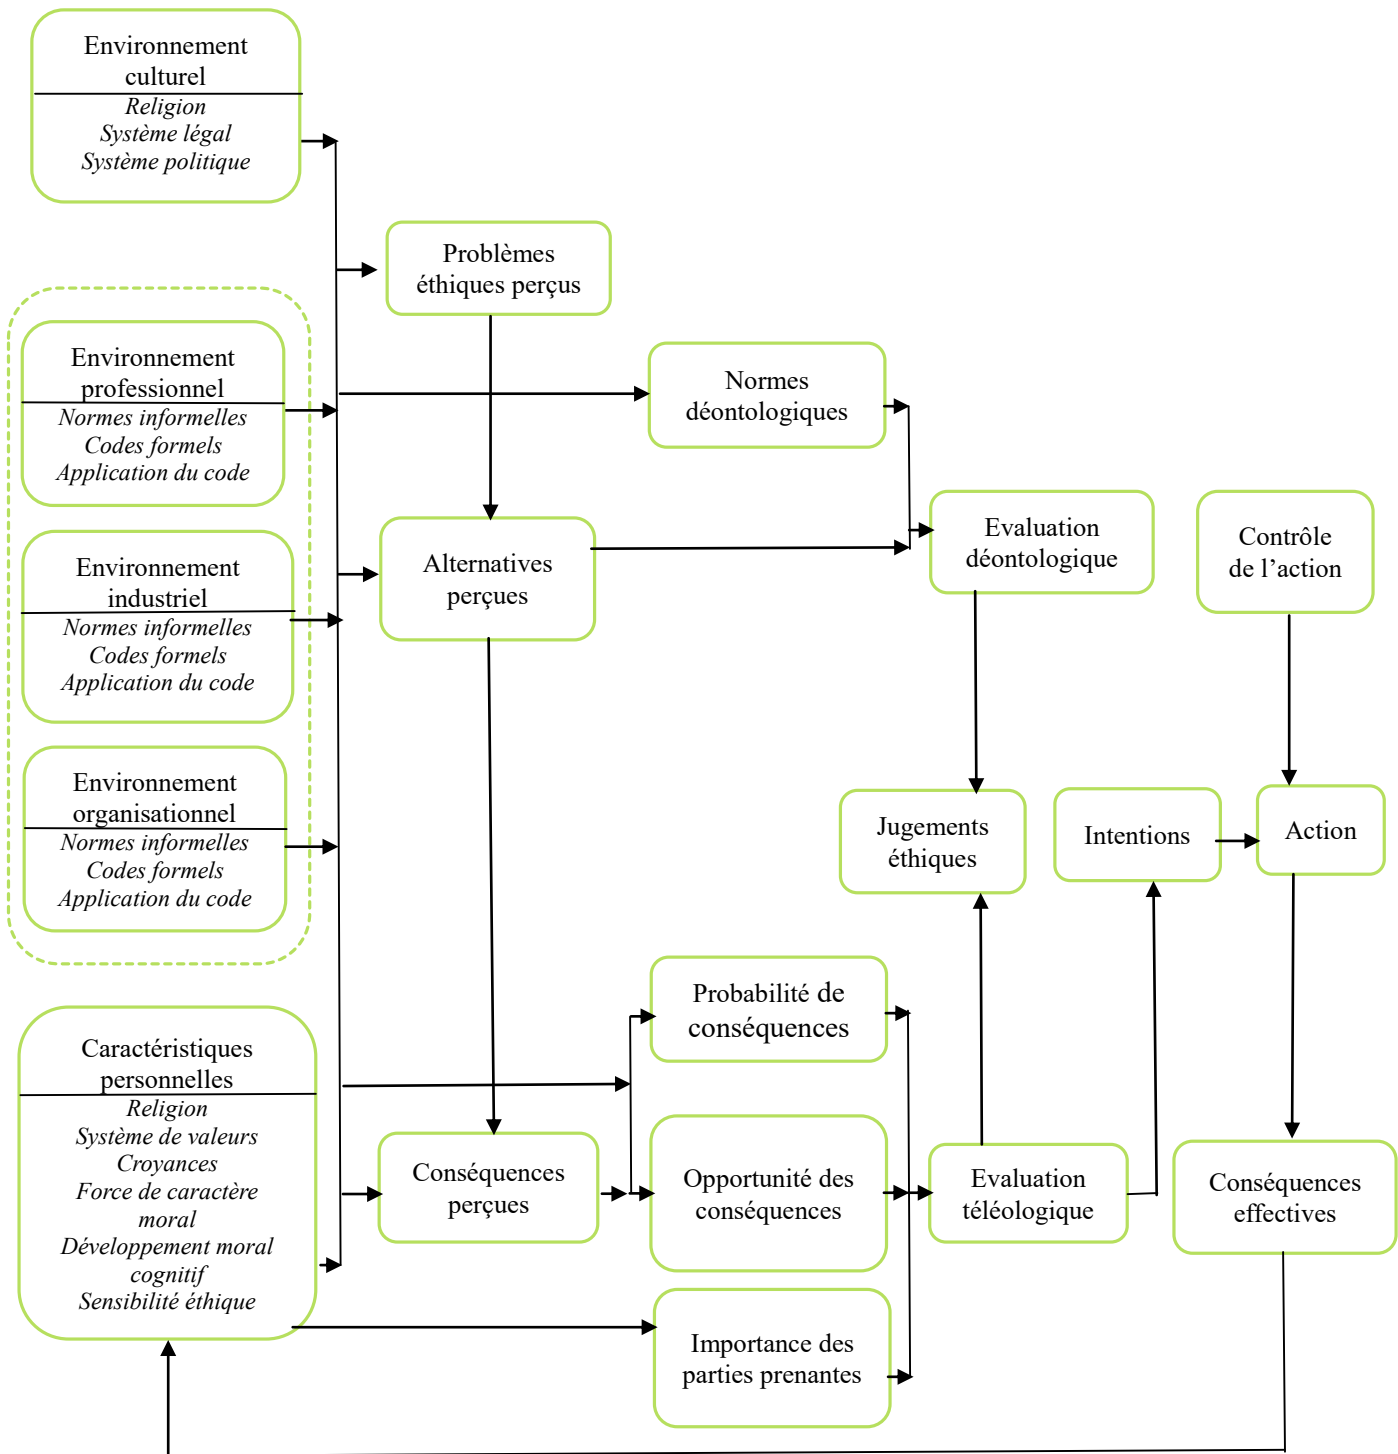 Environnement
culturel
Religion
Système légal
Système politique
Problèmes
éthiques perçus
Environnement
professionnel
Normes informelles
Codes formels
Application du code
Normes
déontologiques
Environnement
industriel
Normes informelles
Codes formels
Application du code
Alternatives
perçues
Evaluation
déontologique
Contrôle
de l’action
Environnement
organisationnel
Normes informelles
Codes formels
Application du code
Jugements
éthiques
Intentions
Action
Caractéristiques
personnelles
Religion
Système de valeurs
Croyances
Force de caractère
moral
Développement moral
cognitif
Sensibilité éthique
Conséquences
perçues
Probabilité de
conséquences
Opportunité des
conséquences
Importance des
parties prenantes
Evaluation
téléologique
Conséquences
effectives